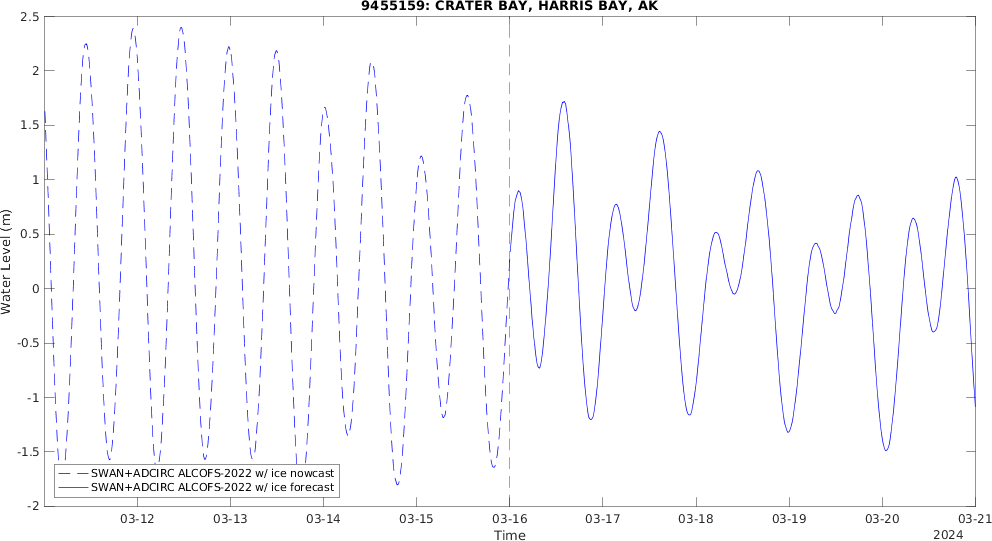 9455159: CRATER BAY, HARRIS BAY, AK
Water Level (m)
2.5
2
1.5
1
0.5
0
-0.5
-1
-1.5
-2
SWAN+ADCIRC ALCOFS-2022 w/ ice nowcast
SWAN+ADCIRC ALCOFS-2022 w/ ice forecast
03-12 03-13 03-14 03-15 03-16 03-17 03-18 03-19 03-20 03-21
Time
2024